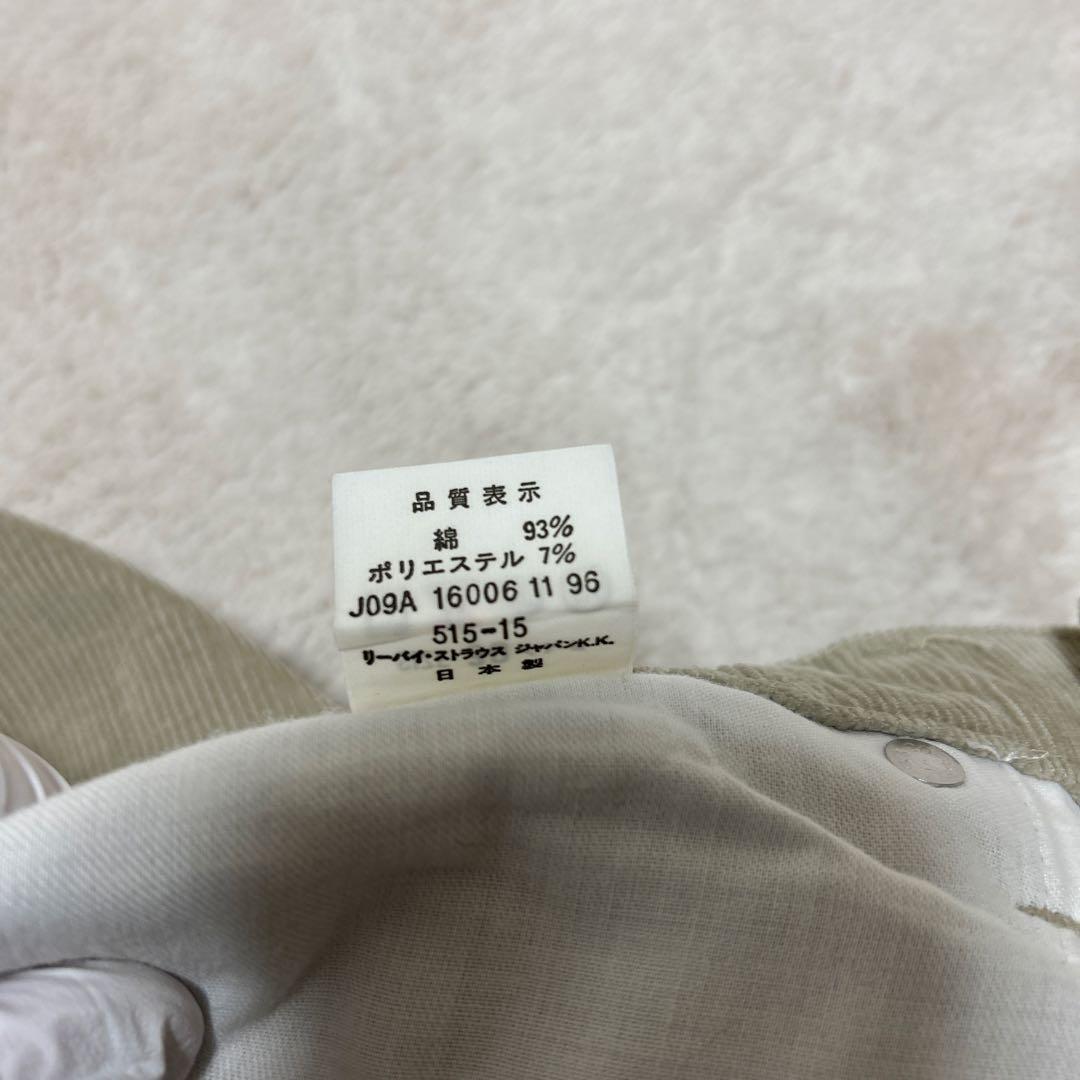 品質表示
綿 93%
ポリエステル 7%
J09A 16006 11 96
515-15
リーバイ・ストラウス ジャパンK.K.
日本製